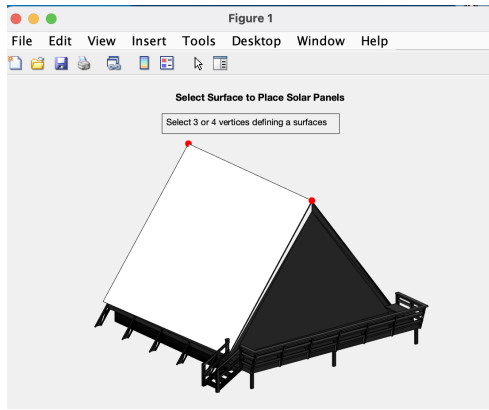 Figure 1
File Edit View Insert Tools Desktop Window Help
Select Surface to Place Solar Panels
Select 3 or 4 vertices defining a surfaces